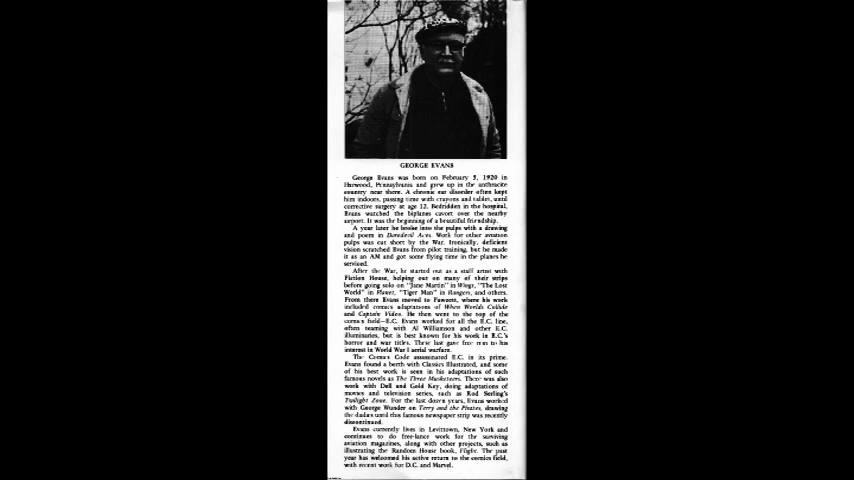 GEORGE EVANS
George Evans was born on February 5, 1920 in
Harwood, Pennsylvania and grew up in the anthracite
country near there. A chronic ear disorder often kept
him indoors, passing time with crayons and tablet, until
corrective surgery at age 12. Bedridden in the hospital,
Evans watched the biplanes cavort over the nearby
airport. It was the beginning of a beautiful friendship.
A year later he broke into the pulps with a drawing
and poem in Daredevil Aces. Work for other aviation
pulps was cut short by the War. Ironically, deficient
vision scratched Evans from pilot training, but he made
it as an AM and got some flying time in the planes he
serviced.
After the War, he started out as a staff artist with
Fiction House, helping out on many of their strips
before going solo on "Jane Martin" in Wings, "The Lost
World" in Planet, "Tiger Man" in Rangers, and others.
From there Evans moved to Fawcett, where his work
included comics adaptations of When Worlds Collide
and Captain Video. He then went to the top of the
comics field—E.C. Evans worked for all the E.C. line,
often teaming with Al Williamson and other E.C.
illuminaries, but is best known for his work in E.C.'s
horror and war titles. These last gave free rein to his
interest in World War I aerial warfare.
The Comics Code assassinated E.C. in its prime.
Evans found a berth with Classics Illustrated, and some
of his best work is seen in his adaptations of such
famous novels as The Three Musketeers. There was also
work with Dell and Gold Key, doing adaptations of
movies and television series, such as Rod Serling's
Twilight Zone. For the last dozen years, Evans worked
with George Wunder on Terry and the Pirates, drawing
the dailies until this famous newspaper strip was recently
discontinued.
Evans currently lives in Levittown, New York and
continues to do free-lance work for the surviving
aviation magazines, along with other projects, such as
illustrating the Random House book, Flight. The past
year has welcomed his active return to the comics field,
with recent work for D.C. and Marvel.